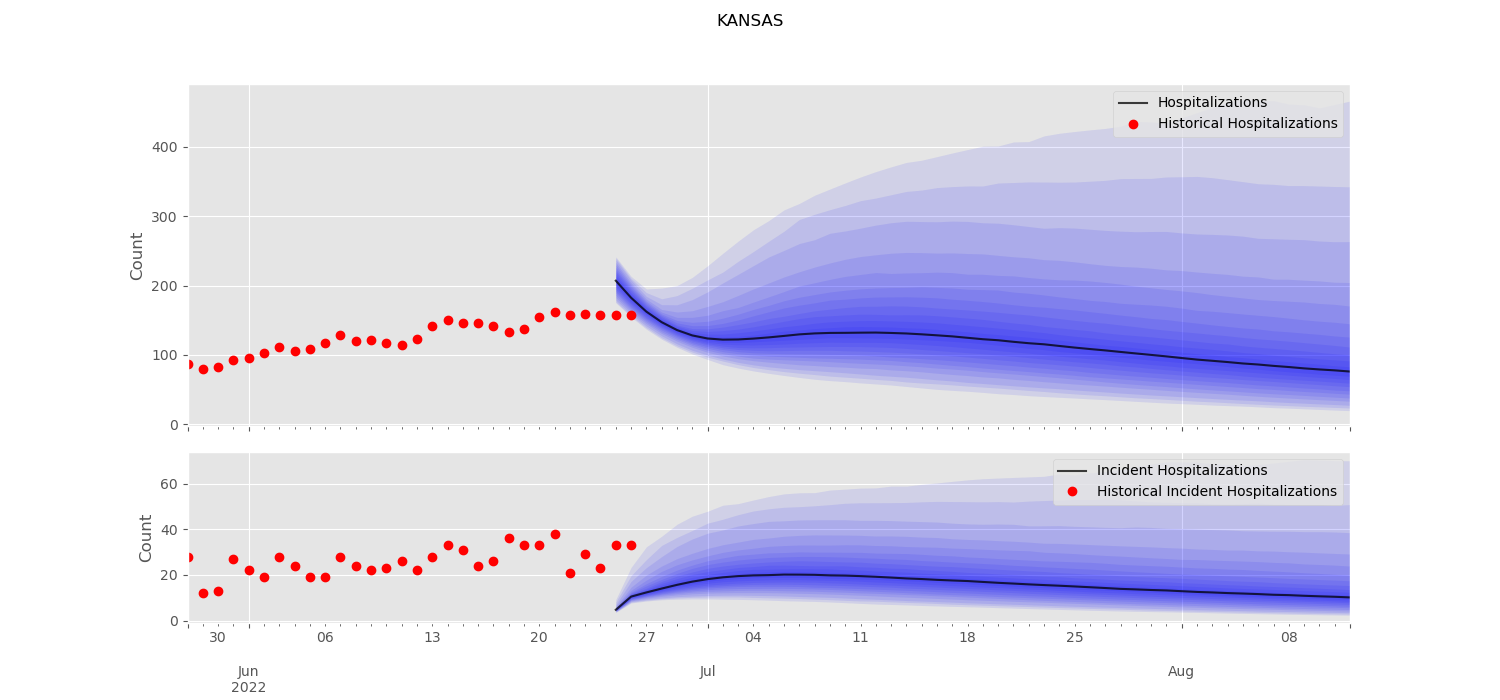 KANSAS
Hospitalizations
Historical Hospitalizations
Count
400
300
200
100
0
Incident Hospitalizations
Historical Incident Hospitalizations
Count
60
40
20
0
30 06 13 20 27 04 11 18 25 08
Jun Jul Aug
2022